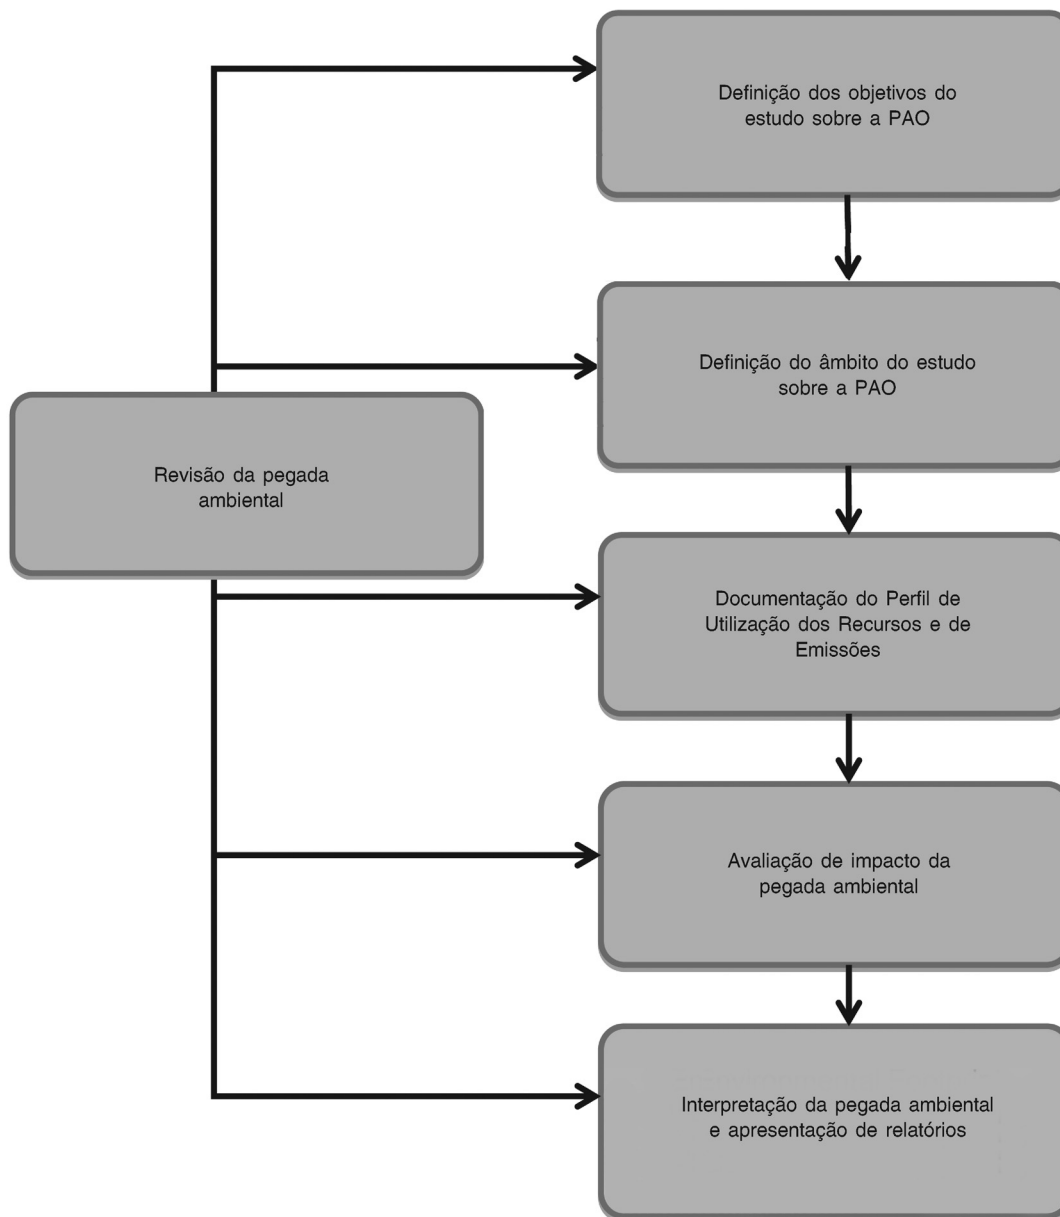 Definição dos objetivos do
estudo sobre a PAO
Definição do âmbito do estudo
sobre a PAO
Revisão da pegada
ambiental
Documentação do Perfil de
Utilização dos Recursos e de
Emissões
Avaliação de impacto da
pegada ambiental
Interpretação da pegada ambiental
e apresentação de relatórios